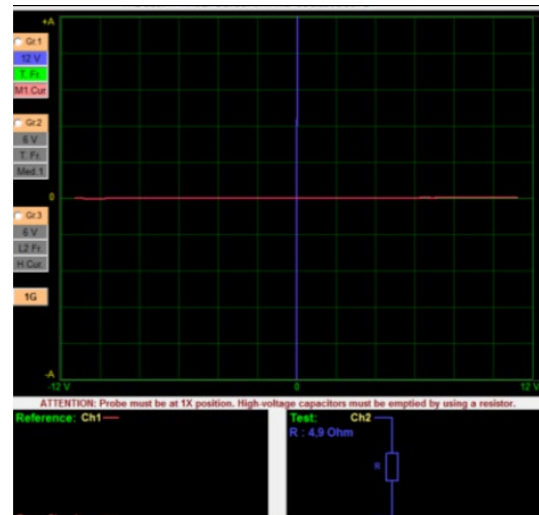 +A
Gr.1
12 V
T. Fr.
M1.Cur
Gr.2
6 V
T. Fr.
Med.1
0
Gr.3
6 V
L2 Fr.
H.Cur
1G
-A
-12 V
0
12 V
ATTENTION: Probe must be at 1X position. High-voltage capacitors must be emptied by using a resistor.
Reference: Ch1
Test: Ch2
R : 4,9 Ohm
R